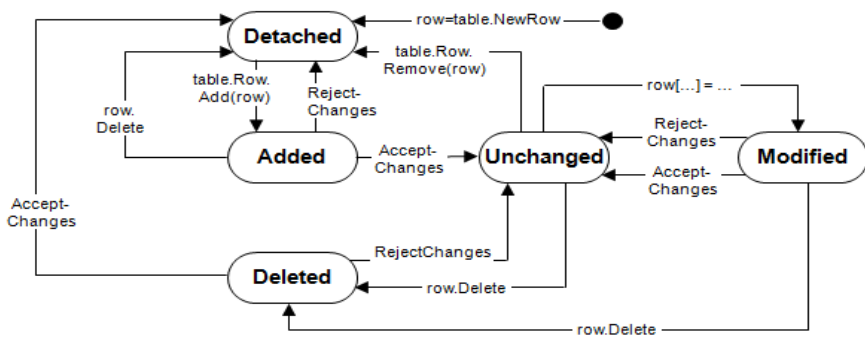 row=table.NewRow
Detached
table.Row.
Remove(row)
table.Row.
Add(row)
Reject-
Changes
row[...] = ...
row.
Delete
Reject-
Changes
Added
Accept-
Changes
Unchanged
Modified
Accept-
Changes
Accept-
Changes
RejectChanges
Deleted
row.Delete
row.Delete